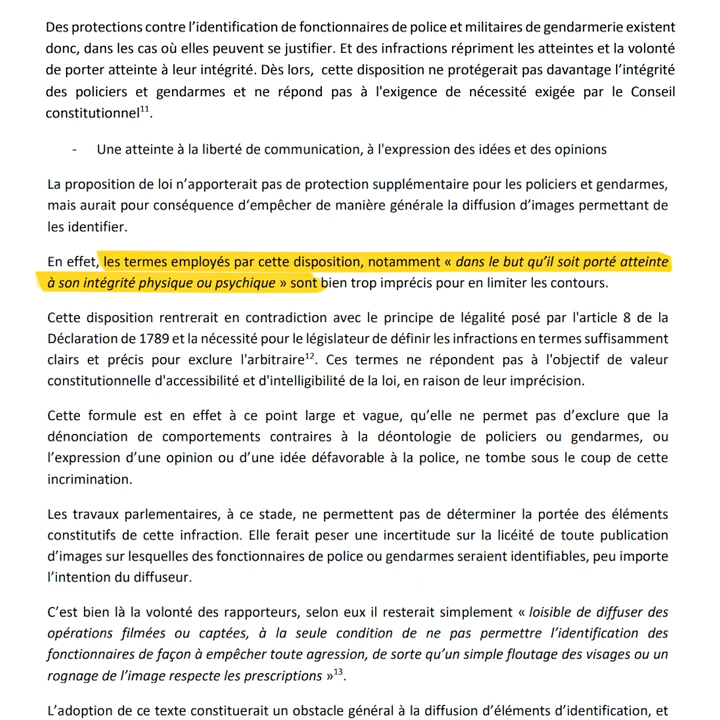 Des protections contre l’identification de fonctionnaires de police et militaires de gendarmerie existent
donc, dans les cas où elles peuvent se justifier. Et des infractions répriment les atteintes et la volonté
de porter atteinte à leur intégrité. Dès lors, cette disposition ne protégerait pas davantage l’intégrité
des policiers et gendarmes et ne répond pas à l'exigence de nécessité exigée par le Conseil
constitutionnel¹¹.
- Une atteinte à la liberté de communication, à l'expression des idées et des opinions
La proposition de loi n’apporterait pas de protection supplémentaire pour les policiers et gendarmes,
mais aurait pour conséquence d‘empêcher de manière générale la diffusion d’images permettant de
les identifier.
En effet, les termes employés par cette disposition, notamment « dans le but qu’il soit porté atteinte
à son intégrité physique ou psychique » sont bien trop imprécis pour en limiter les contours.
Cette disposition rentrerait en contradiction avec le principe de légalité posé par l'article 8 de la
Déclaration de 1789 et la nécessité pour le législateur de définir les infractions en termes suffisamment
clairs et précis pour exclure l'arbitraire¹². Ces termes ne répondent pas à l'objectif de valeur
constitutionnelle d'accessibilité et d'intelligibilité de la loi, en raison de leur imprécision.
Cette formule est en effet à ce point large et vague, qu’elle ne permet pas d’exclure que la
dénonciation de comportements contraires à la déontologie de policiers ou gendarmes, ou
l’expression d’une opinion ou d’une idée défavorable à la police, ne tombe sous le coup de cette
incrimination.
Les travaux parlementaires, à ce stade, ne permettent pas de déterminer la portée des éléments
constitutifs de cette infraction. Elle ferait peser une incertitude sur la licéité de toute publication
d’images sur lesquelles des fonctionnaires de police ou gendarmes seraient identifiables, peu importe
l’intention du diffuseur.
C’est bien là la volonté des rapporteurs, selon eux il resterait simplement « loisible de diffuser des
opérations filmées ou captées, à la seule condition de ne pas permettre l’identification des
fonctionnaires de façon à empêcher toute agression, de sorte qu’un simple floutage des visages ou un
rognage de l’image respecte les prescriptions »¹³.
L’adoption de ce texte constituerait un obstacle général à la diffusion d’éléments d’identification, et